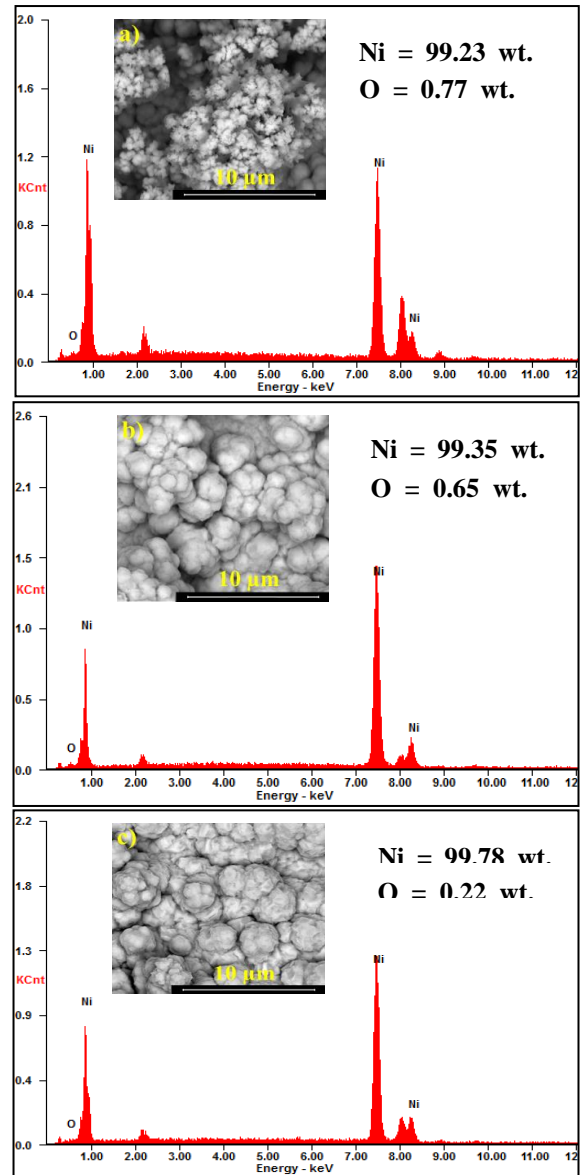 2.0
a)
Ni = 99.23 wt.
O = 0.77 wt.
1.6
10 µm
1.2
Ni
Ni
KCnt
0.8
0.4
Ni
O
0.0
1.00 2.00 3.00 4.00 5.00 6.00 7.00 8.00 9.00 10.00 11.00 12
Energy - keV
2.6
b)
Ni = 99.35 wt.
O = 0.65 wt.
2.1
10 µm
1.5
Ni
KCnt
1.0
Ni
0.5
Ni
O
0.0
1.00 2.00 3.00 4.00 5.00 6.00 7.00 8.00 9.00 10.00 11.00 12
Energy - keV
2.2
c)
Ni = 99.78 wt.
O = 0.22 wt.
1.8
10 µm
1.3
Ni
KCnt
0.9
Ni
0.4
Ni
O
0.0
1.00 2.00 3.00 4.00 5.00 6.00 7.00 8.00 9.00 10.00 11.00 12
Energy - keV